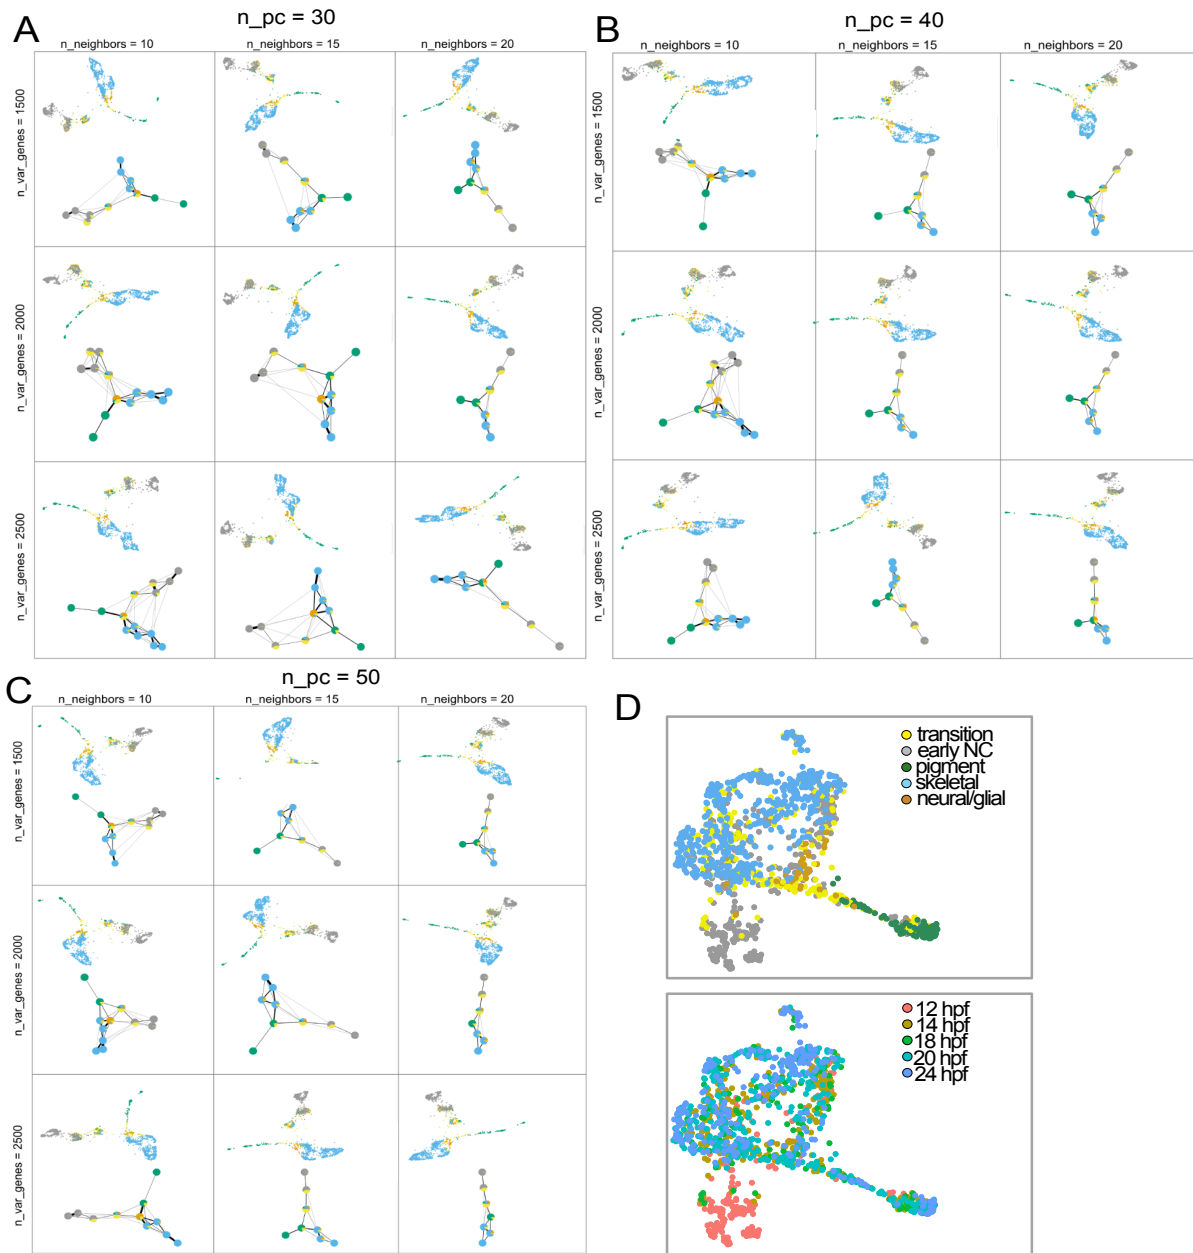 A
n_pc = 30
n_neighbors = 10
n_neighbors = 15
n_neighbors = 20
n_var_genes = 1500
n_var_genes = 2000
n_var_genes = 2500
B
n_pc = 40
n_neighbors = 10
n_neighbors = 15
n_neighbors = 20
n_var_genes = 1500
n_var_genes = 2000
n_var_genes = 2500
C
n_pc = 50
n_neighbors = 10
n_neighbors = 15
n_neighbors = 20
n_var_genes = 1500
n_var_genes = 2000
n_var_genes = 2500
D
transition
early NC
pigment
skeletal
neural/glial
12 hpf
14 hpf
18 hpf
20 hpf
24 hpf